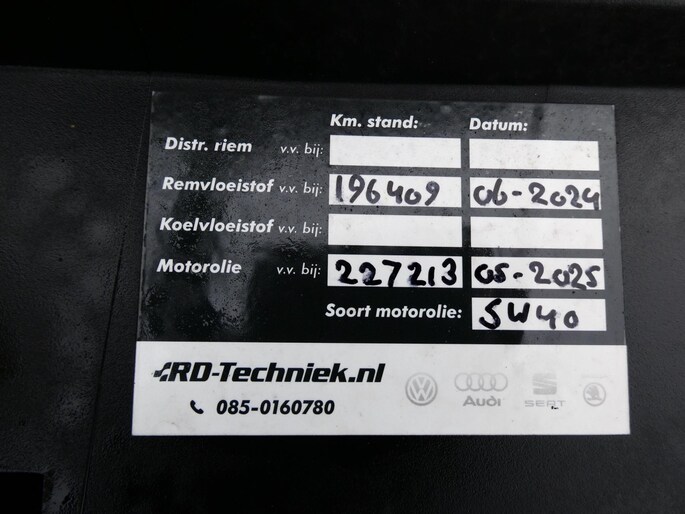 Km. stand: Datum:
Distr. riem v.v. bij:
Remvloeistof v.v. bij: 196409 06-2024
Koelvloeistof v.v. bij:
Motorolie v.v. bij: 227213 05-2025
Soort motorolie: 5W40
RD-Techniek.nl
085-0160780
Audi SEAT